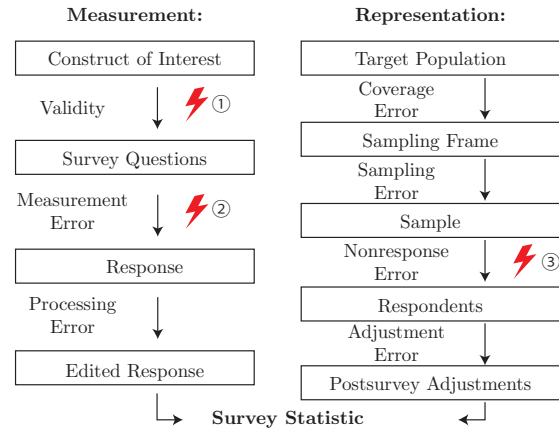 Measurement:
Construct of Interest
Validity
①
Survey Questions
Measurement
Error
②
Response
Processing
Error
Edited Response
Representation:
Target Population
Coverage
Error
Sampling Frame
Sampling
Error
Sample
Nonresponse
Error
③
Respondents
Adjustment
Error
Postsurvey Adjustments
Survey Statistic